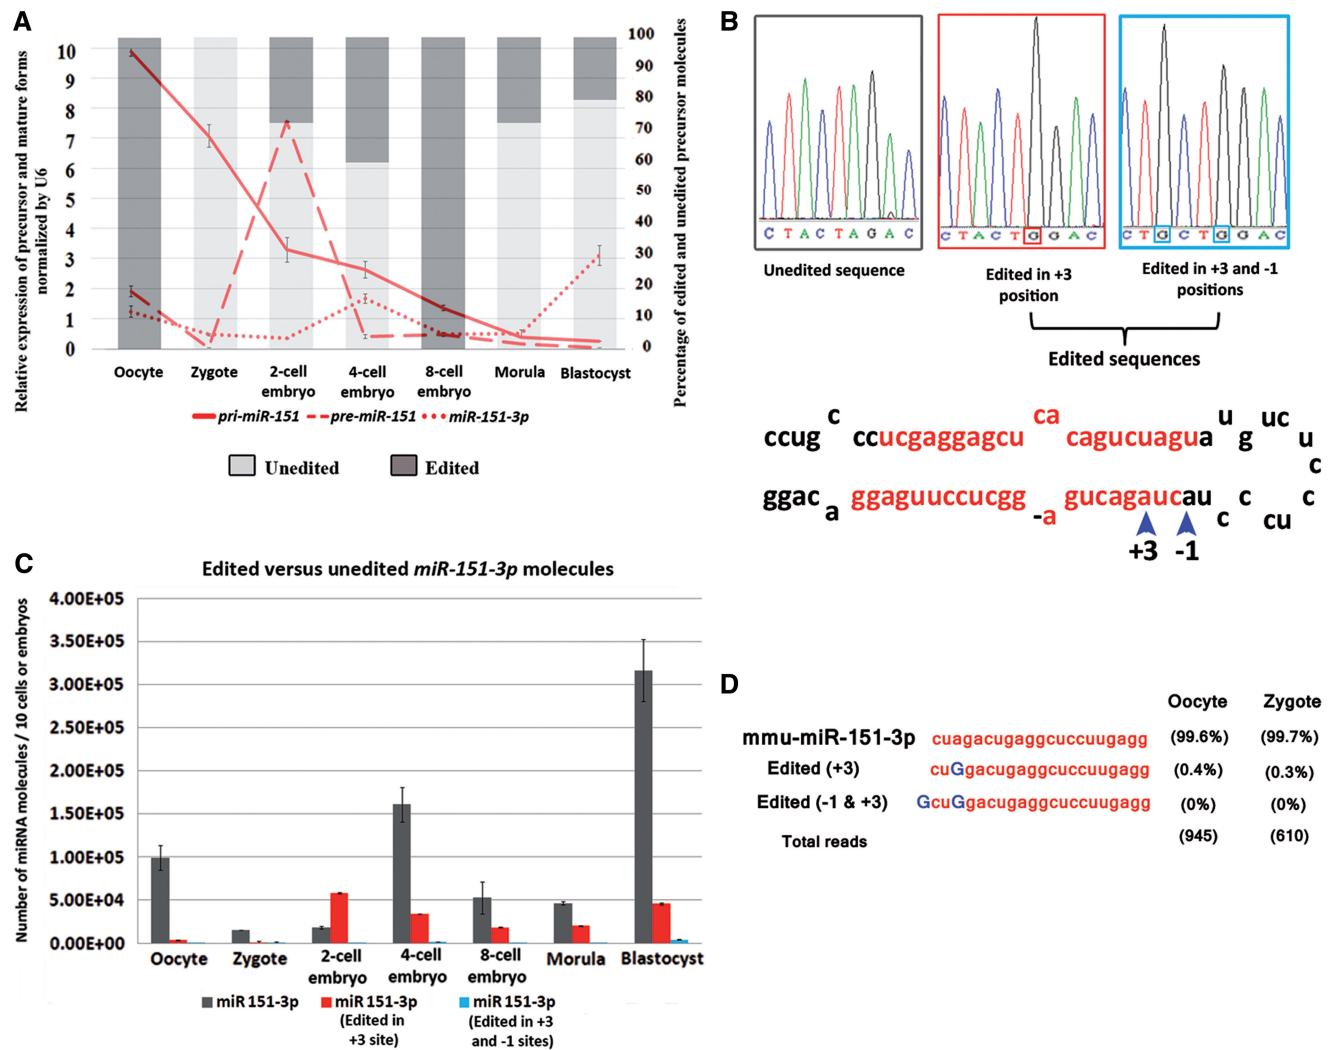 A
Relative expression of precursor and mature forms
normalized by U6
10
9
8
7
6
5
4
3
2
1
0
100
90
80
70
60
50
40
30
20
10
0
Percentage of edited and unedited precursor molecules
Oocyte
Zygote
2-cell
embryo
4-cell
embryo
8-cell
embryo
Morula
Blastocyst
pri-miR-151
pre-miR-151
miR-151-3p
Unedited
Edited
B
C T A C T A G A C
C T A C T G G A C
C T G C T G G A C
Unedited sequence
Edited in +3
position
Edited in +3 and -1
positions
Edited sequences
ccug c ccucgaggagcu ca cagucuagua u g uc u
c
ggac a ggaguuccucgg -a gucagaucau c c cu c
+3 -1
C
Edited versus unedited miR-151-3p molecules
Number of miRNA molecules / 10 cells or embryos
4.00E+05
3.50E+05
3.00E+05
2.50E+05
2.00E+05
1.50E+05
1.00E+05
5.00E+04
0.00E+00
Oocyte
Zygote
2-cell
embryo
4-cell
embryo
8-cell
embryo
Morula
Blastocyst
miR 151-3p
miR 151-3p
(Edited in
+3 site)
miR 151-3p
(Edited in +3
and -1 sites)
D
Oocyte Zygote
mmu-miR-151-3p cuagacugaggcuccuugagg (99.6%) (99.7%)
Edited (+3) cuGgacugaggcuccuugagg (0.4%) (0.3%)
Edited (-1 & +3) GcuGgacugaggcuccuugagg (0%) (0%)
Total reads (945) (610)